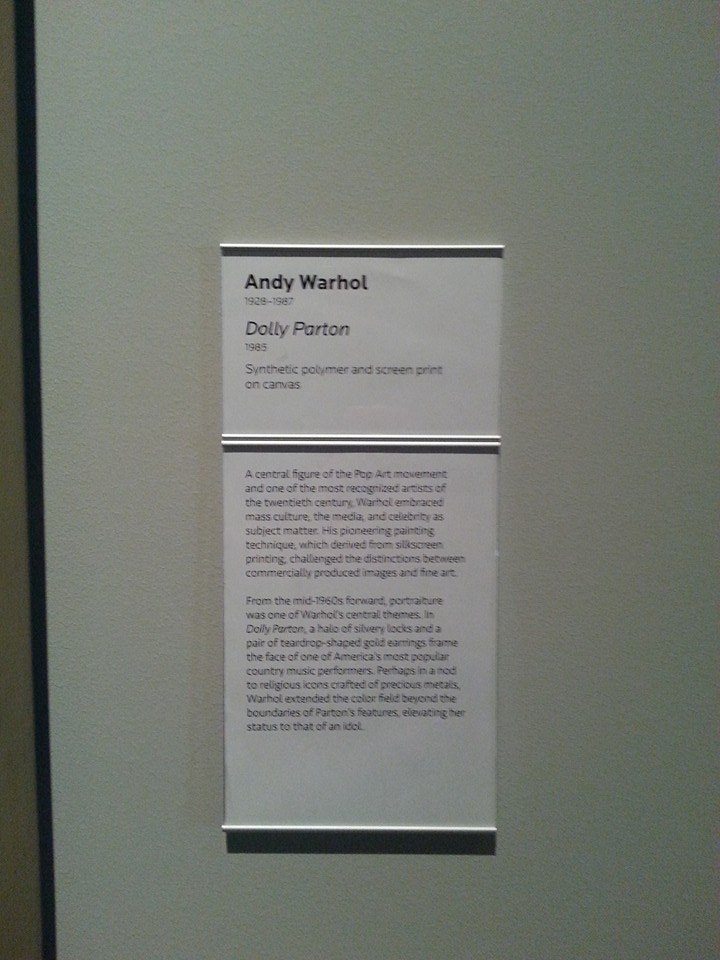 Andy Warhol
1928–1987
Dolly Parton
1985
Synthetic polymer and screen print
on canvas
A central figure of the Pop Art movement
and one of the most recognized artists of
the twentieth century, Warhol embraced
mass culture, the media, and celebrity as
subject matter. His pioneering painting
technique, which derived from silkscreen
printing, challenged the distinctions between
commercially produced images and fine art.
From the mid-1960s forward, portraiture
was one of Warhol's central themes. In
Dolly Parton, a halo of silvery locks and a
pair of teardrop-shaped gold earrings frame
the face of one of America's most popular
country music performers. Perhaps in a nod
to religious icons crafted of precious metals,
Warhol extended the color field beyond the
boundaries of Parton's features, elevating her
status to that of an idol.